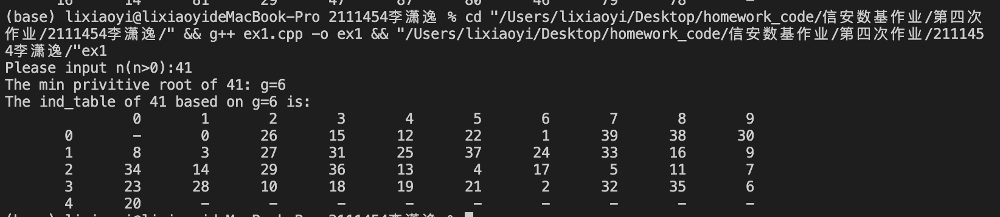 16 14 81 29 47 87 80 46 79 78 -
(base) lixiaoyi@lixiaoyideMacBook-Pro 2111454李潇逸 % cd "/Users/lixiaoyi/Desktop/homework_code/信安数基作业/第四次
作业/2111454李潇逸/" && g++ ex1.cpp -o ex1 && "/Users/lixiaoyi/Desktop/homework_code/信安数基作业/第四次作业/211145
4李潇逸/"ex1
Please input n(n>0):41
The min privitive root of 41: g=6
The ind_table of 41 based on g=6 is:
0 1 2 3 4 5 6 7 8 9
0 - 0 26 15 12 22 1 39 38 30
1 8 3 27 31 25 37 24 33 16 9
2 34 14 29 36 13 4 17 5 11 7
3 23 28 10 18 19 21 2 32 35 6
4 20 - - - - - - - - -
(base) lixiaoyi@lixiaoyideMacBook-Pro 2111454李潇逸 %